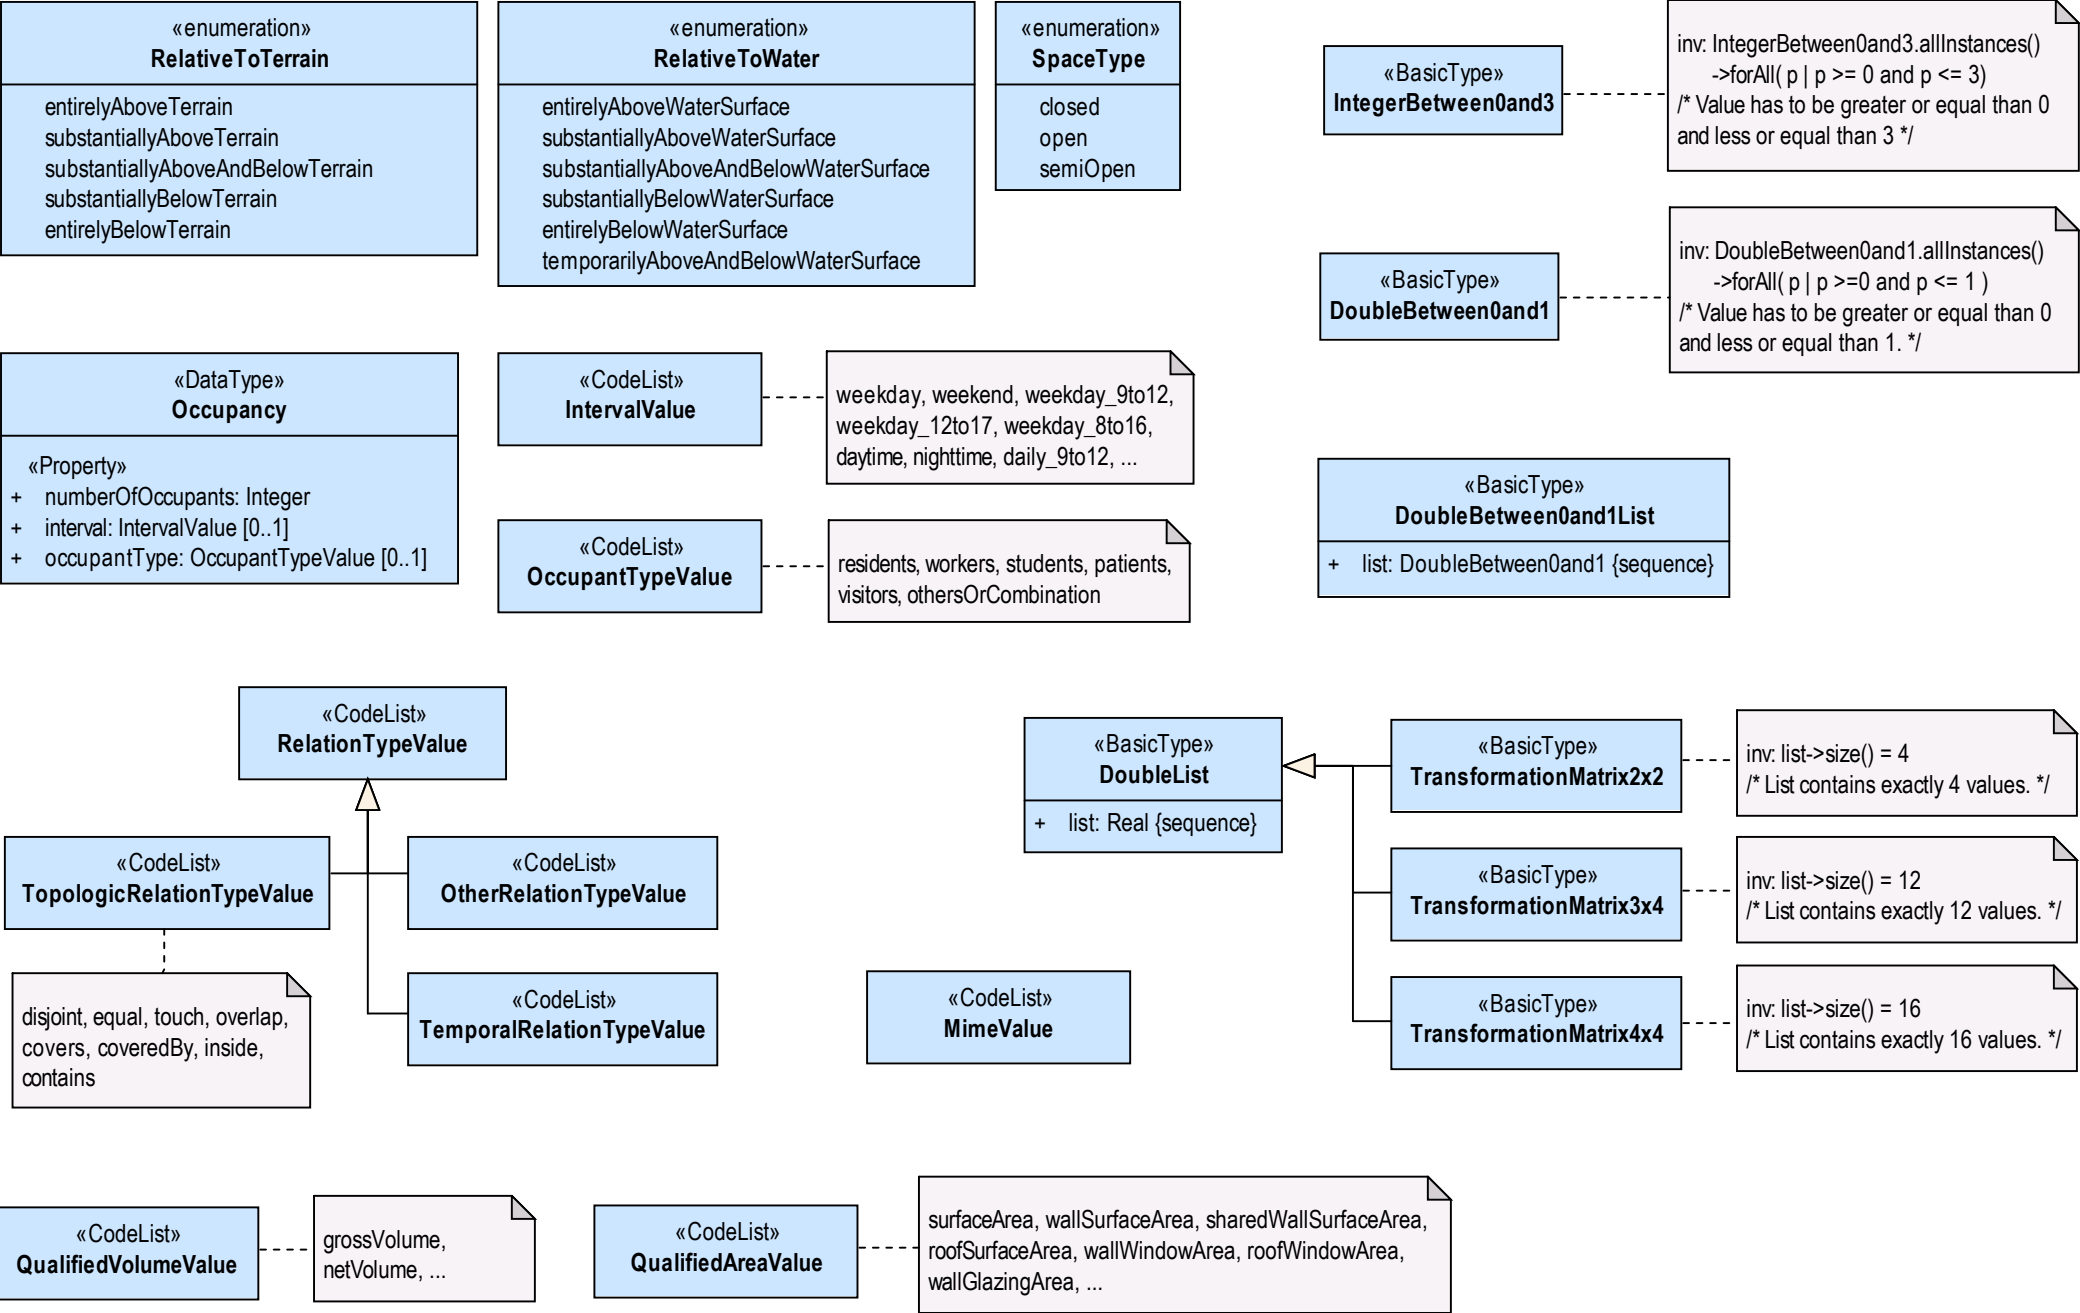 «enumeration»
RelativeToTerrain
entirelyAboveTerrain
substantiallyAboveTerrain
substantiallyAboveAndBelowTerrain
substantiallyBelowTerrain
entirelyBelowTerrain
«enumeration»
RelativeToWater
entirelyAboveWaterSurface
substantiallyAboveWaterSurface
substantiallyAboveAndBelowWaterSurface
substantiallyBelowWaterSurface
entirelyBelowWaterSurface
temporarilyAboveAndBelowWaterSurface
«enumeration»
SpaceType
closed
open
semiOpen
«BasicType»
IntegerBetween0and3
inv: IntegerBetween0and3.allInstances()
->forAll( p | p >= 0 and p <= 3)
/* Value has to be greater or equal than 0
and less or equal than 3 */
«BasicType»
DoubleBetween0and1
inv: DoubleBetween0and1.allInstances()
->forAll( p | p >=0 and p <= 1 )
/* Value has to be greater or equal than 0
and less or equal than 1. */
«DataType»
Occupancy
«Property»
+ numberOfOccupants: Integer
+ interval: IntervalValue [0..1]
+ occupantType: OccupantTypeValue [0..1]
«CodeList»
IntervalValue
weekday, weekend, weekday_9to12,
weekday_12to17, weekday_8to16,
daytime, nighttime, daily_9to12, ...
«CodeList»
OccupantTypeValue
residents, workers, students, patients,
visitors, othersOrCombination
«BasicType»
DoubleBetween0and1List
+ list: DoubleBetween0and1 {sequence}
«CodeList»
RelationTypeValue
«CodeList»
TopologicRelationTypeValue
«CodeList»
OtherRelationTypeValue
«CodeList»
TemporalRelationTypeValue
disjoint, equal, touch, overlap,
covers, coveredBy, inside,
contains
«BasicType»
DoubleList
+ list: Real {sequence}
«BasicType»
TransformationMatrix2x2
inv: list->size() = 4
/* List contains exactly 4 values. */
«BasicType»
TransformationMatrix3x4
inv: list->size() = 12
/* List contains exactly 12 values. */
«BasicType»
TransformationMatrix4x4
inv: list->size() = 16
/* List contains exactly 16 values. */
«CodeList»
MimeValue
«CodeList»
QualifiedVolumeValue
grossVolume,
netVolume, ...
«CodeList»
QualifiedAreaValue
surfaceArea, wallSurfaceArea, sharedWallSurfaceArea,
roofSurfaceArea, wallWindowArea, roofWindowArea,
wallGlazingArea, ...